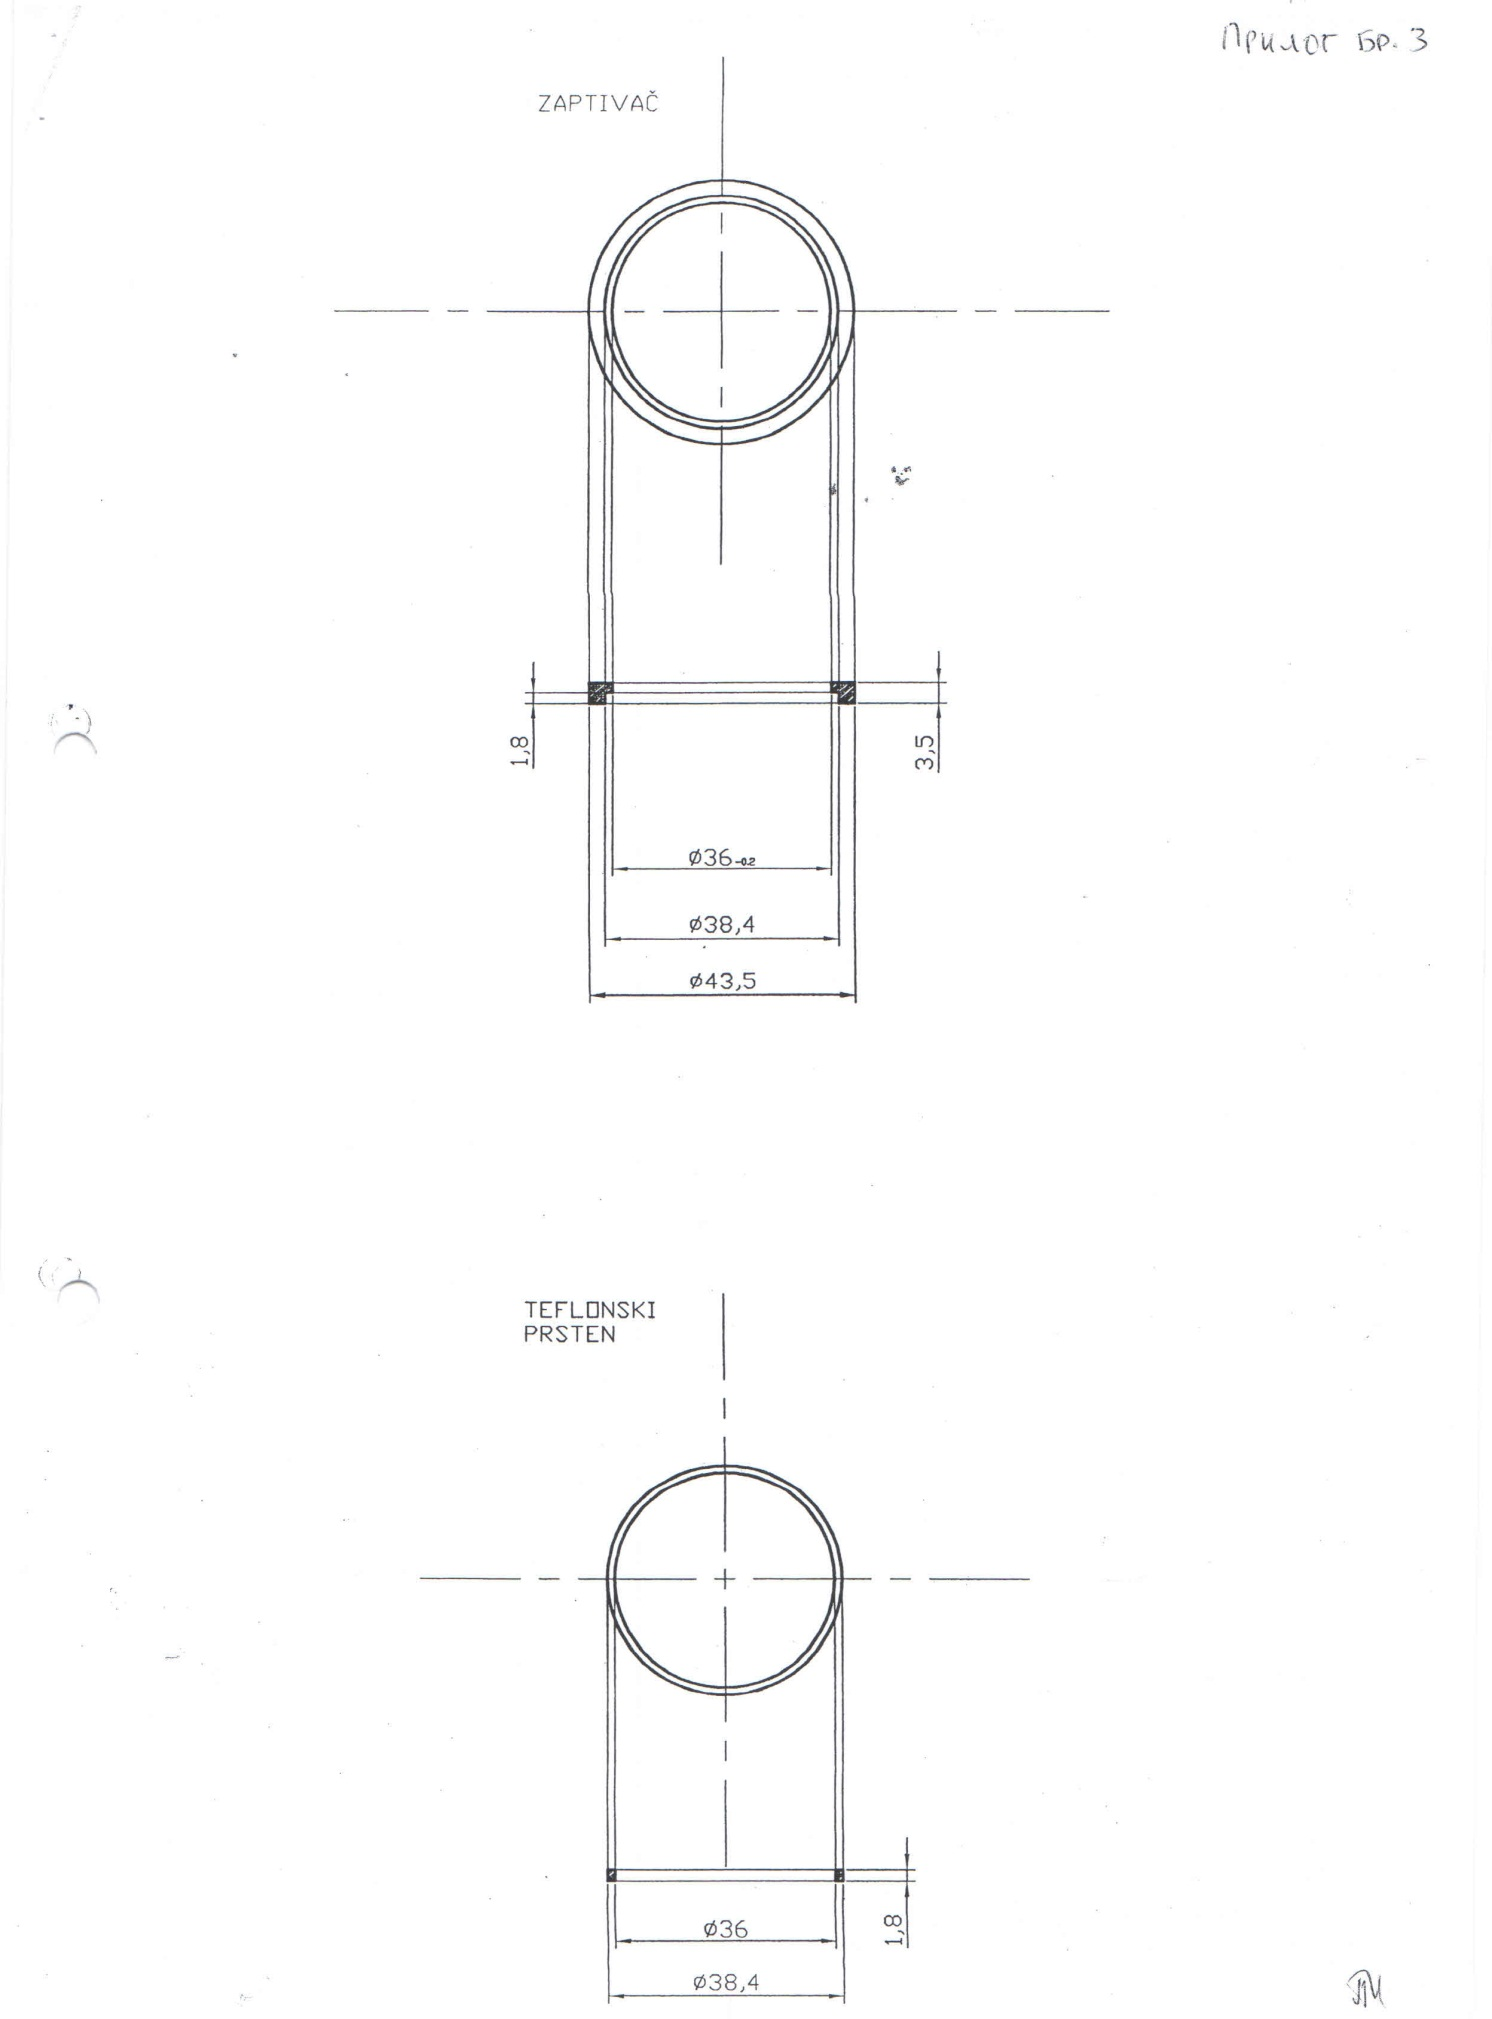 Прилог бр. 3
ZAPTIVAČ
1,8
3,5
Ø36-0.2
Ø38,4
Ø43,5
TEFLONSKI
PRSTEN
Ø36
1,8
Ø38,4